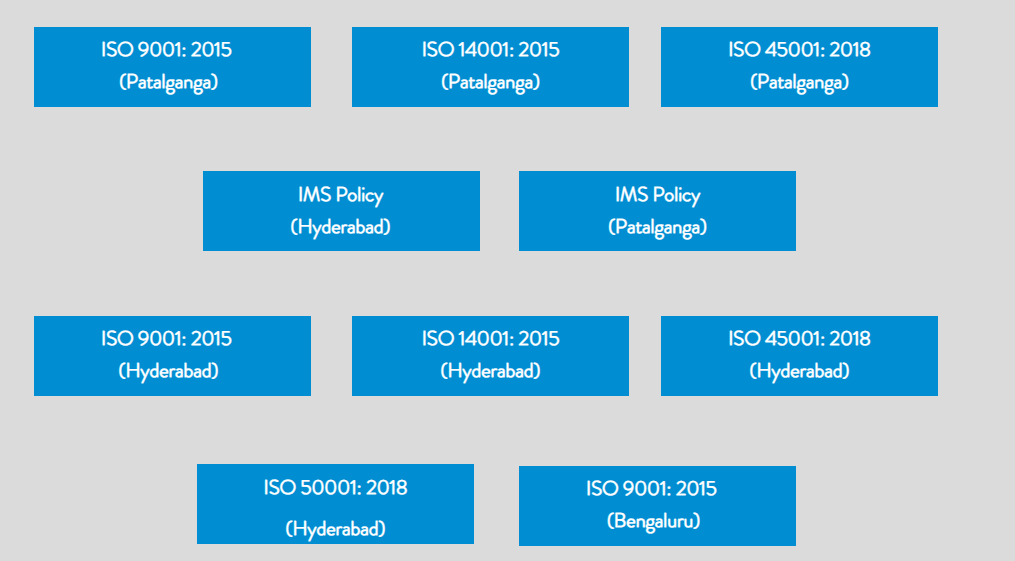 ISO 9001: 2015
(Patalganga)
ISO 14001: 2015
(Patalganga)
ISO 45001: 2018
(Patalganga)
IMS Policy
(Hyderabad)
IMS Policy
(Patalganga)
ISO 9001: 2015
(Hyderabad)
ISO 14001: 2015
(Hyderabad)
ISO 45001: 2018
(Hyderabad)
ISO 50001: 2018
(Hyderabad)
ISO 9001: 2015
(Bengaluru)